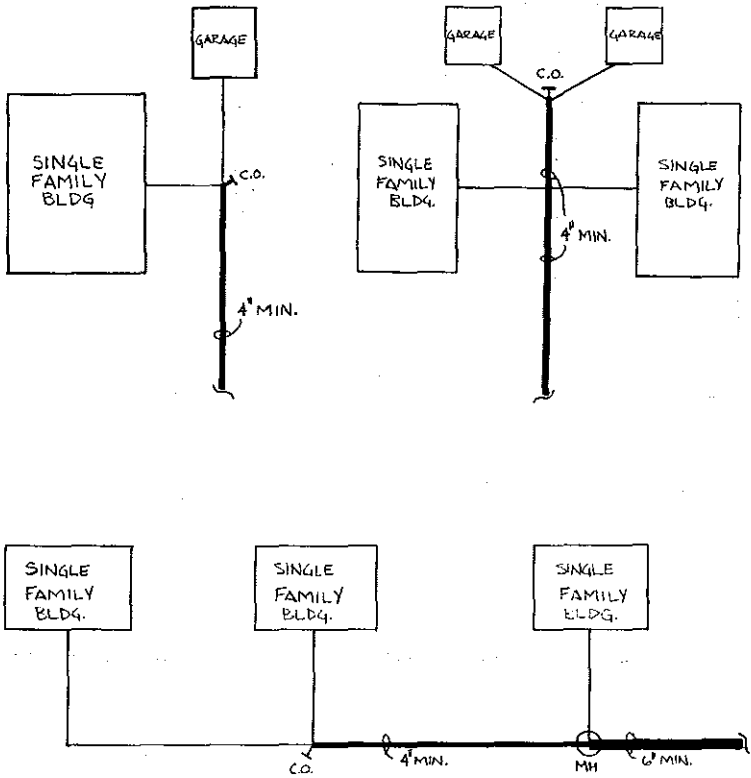 GARAGE
SINGLE
FAMILY
BLDG
C.O.
4" MIN.
GARAGE
GARAGE
C.O.
SINGLE
FAMILY
BLDG.
SINGLE
FAMILY
BLDG.
4" MIN.
SINGLE
FAMILY
BLDG.
SINGLE
FAMILY
BLDG.
SINGLE
FAMILY
BLDG.
C.O.
4" MIN.
MH
6" MIN.